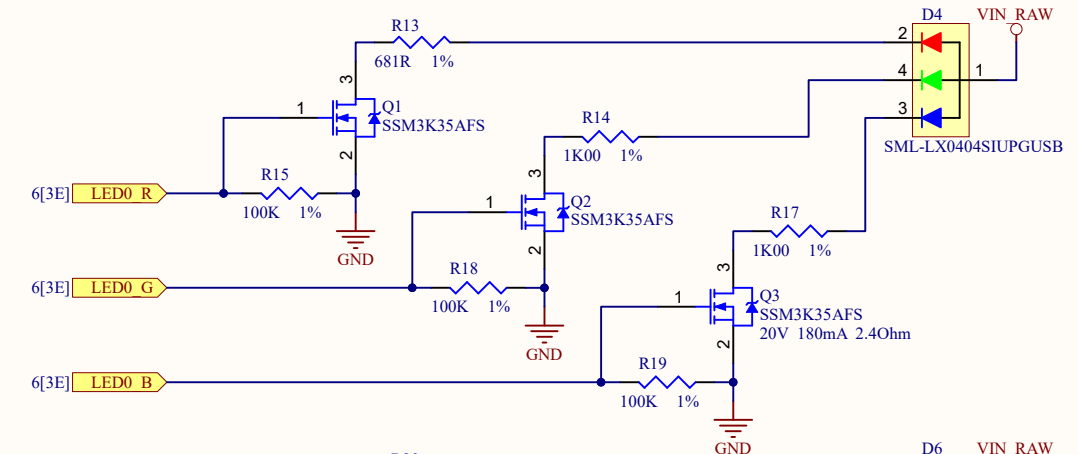 D4
VIN_RAW
R13
681R 1%
2
4
3
1
3
1
Q1
SSM3K35AFS
2
R14
1K00 1%
SML-LX0404SIUPGUSB
R15
100K 1%
6[3E] LED0_R
3
1
Q2
SSM3K35AFS
2
R17
1K00 1%
GND
R18
100K 1%
6[3E] LED0_G
3
1
Q3
SSM3K35AFS
20V 180mA 2.4Ohm
2
GND
R19
100K 1%
6[3E] LED0_B
GND
D6
VIN_RAW